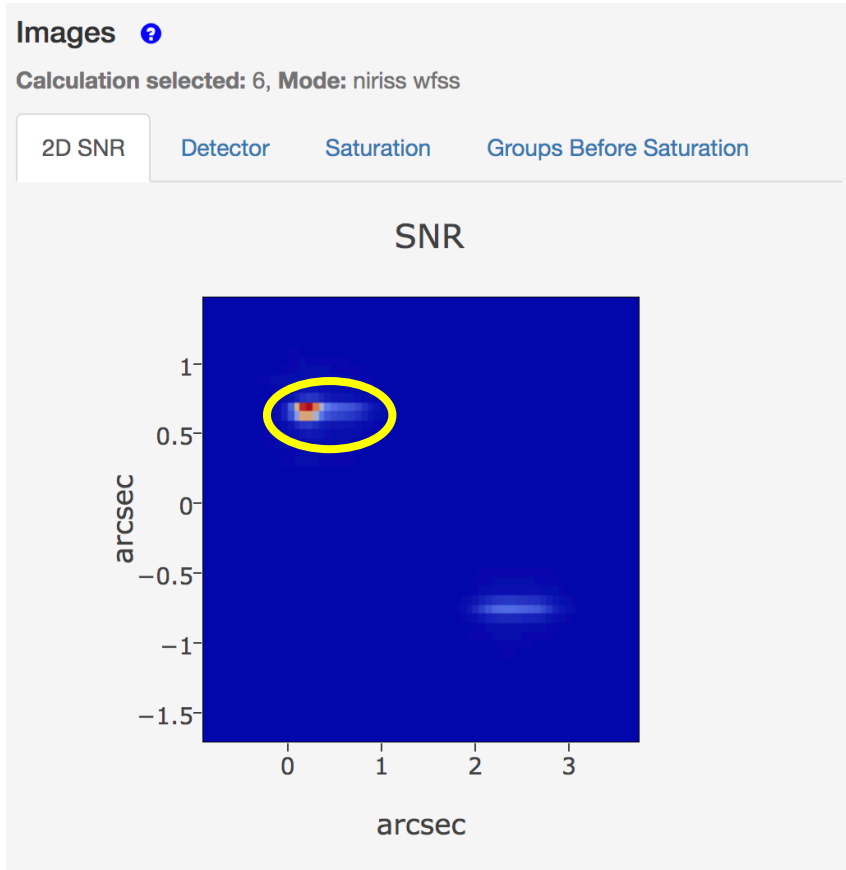 Images ?
Calculation selected: 6, Mode: niriss wfss
2D SNR Detector Saturation Groups Before Saturation
SNR
1
0.5
0
−0.5
−1
−1.5
arcsec
0 1 2 3
arcsec